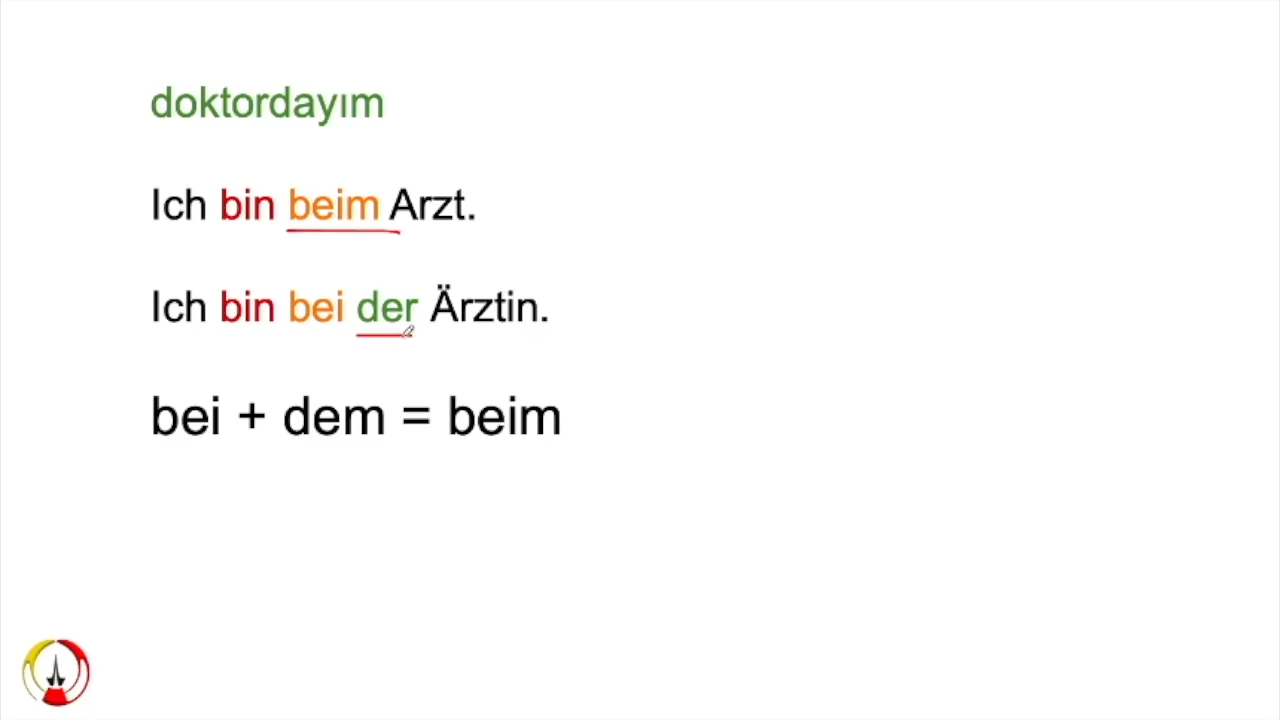 doktordayım
Ich bin beim Arzt.
Ich bin bei der Ärztin.
bei + dem = beim